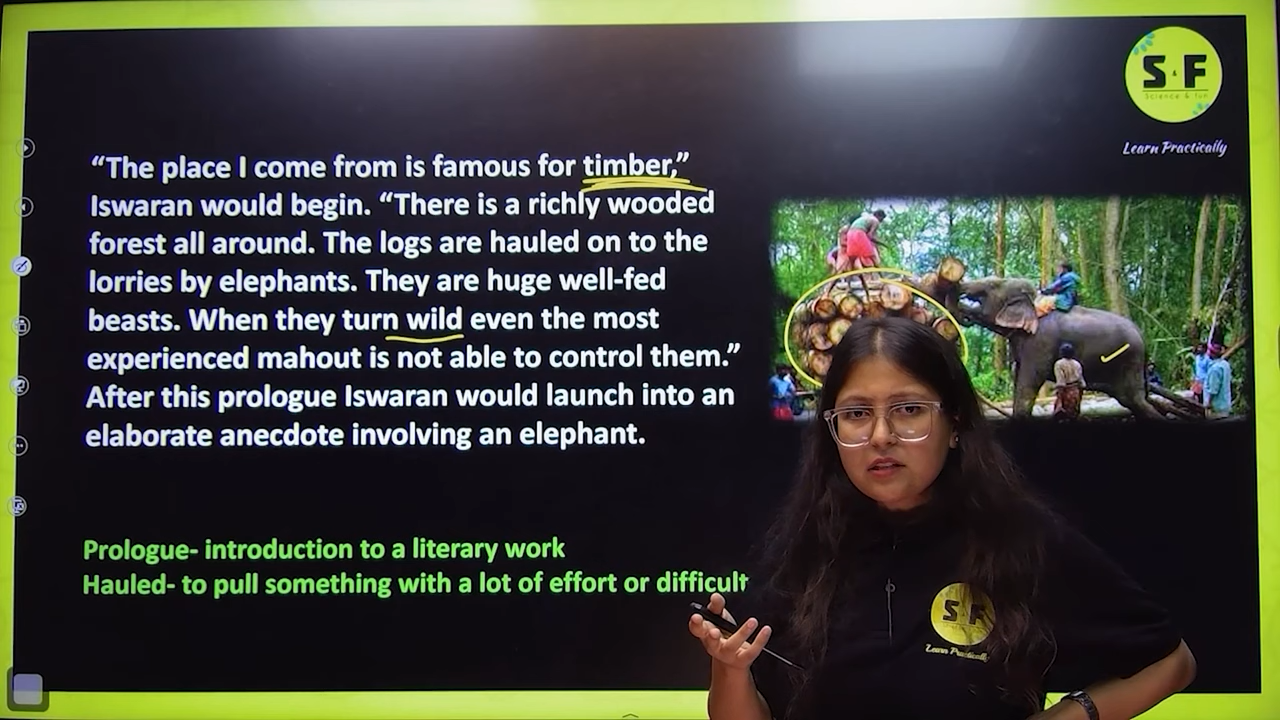 S & F
Science & fun
Learn Practically
“The place I come from is famous for timber,”
Iswaran would begin. “There is a richly wooded
forest all around. The logs are hauled on to the
lorries by elephants. They are huge well-fed
beasts. When they turn wild even the most
experienced mahout is not able to control them.”
After this prologue Iswaran would launch into an
elaborate anecdote involving an elephant.
Prologue- introduction to a literary work
Hauled- to pull something with a lot of effort or difficult
S & F
Learn Practically